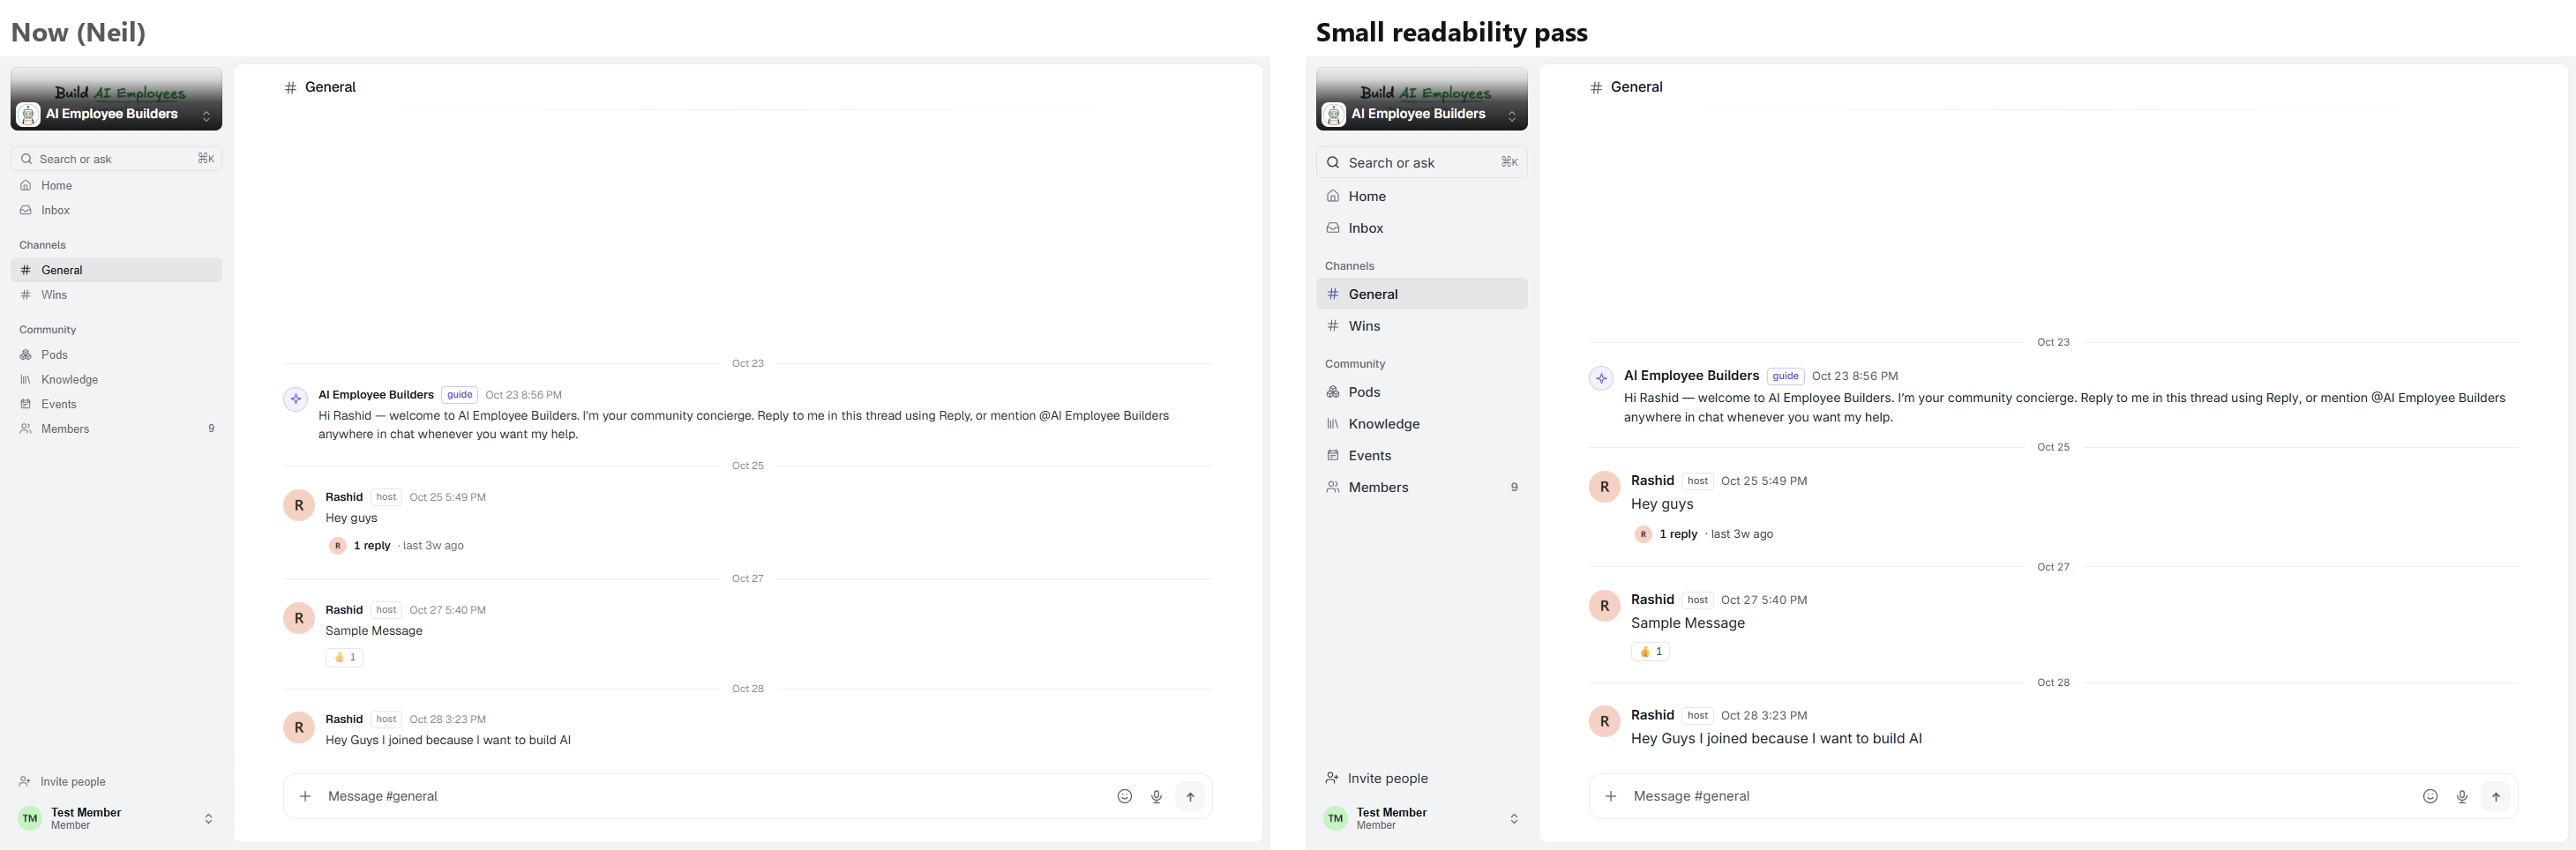 Now (Neil)
Build AI Employees
AI Employee Builders
Search or ask ⌘K
Home
Inbox
Channels
# General
# Wins
Community
Pods
Knowledge
Events
Members 9
Invite people
TM
Test Member
Member
# General
Oct 23
AI Employee Builders guide Oct 23 8:56 PM
Hi Rashid — welcome to AI Employee Builders. I'm your community concierge. Reply to me in this thread using Reply, or mention @AI Employee Builders
anywhere in chat whenever you want my help.
Oct 25
R
Rashid host Oct 25 5:49 PM
Hey guys
R 1 reply · last 3w ago
Oct 27
R
Rashid host Oct 27 5:40 PM
Sample Message
👍 1
Oct 28
R
Rashid host Oct 28 3:23 PM
Hey Guys I joined because I want to build AI
Message #general
Small readability pass
Build AI Employees
AI Employee Builders
Search or ask ⌘K
Home
Inbox
Channels
# General
# Wins
Community
Pods
Knowledge
Events
Members 9
Invite people
TM
Test Member
Member
# General
Oct 23
AI Employee Builders guide Oct 23 8:56 PM
Hi Rashid — welcome to AI Employee Builders. I'm your community concierge. Reply to me in this thread using Reply, or mention @AI Employee Builders
anywhere in chat whenever you want my help.
Oct 25
R
Rashid host Oct 25 5:49 PM
Hey guys
R 1 reply · last 3w ago
Oct 27
R
Rashid host Oct 27 5:40 PM
Sample Message
👍 1
Oct 28
R
Rashid host Oct 28 3:23 PM
Hey Guys I joined because I want to build AI
Message #general